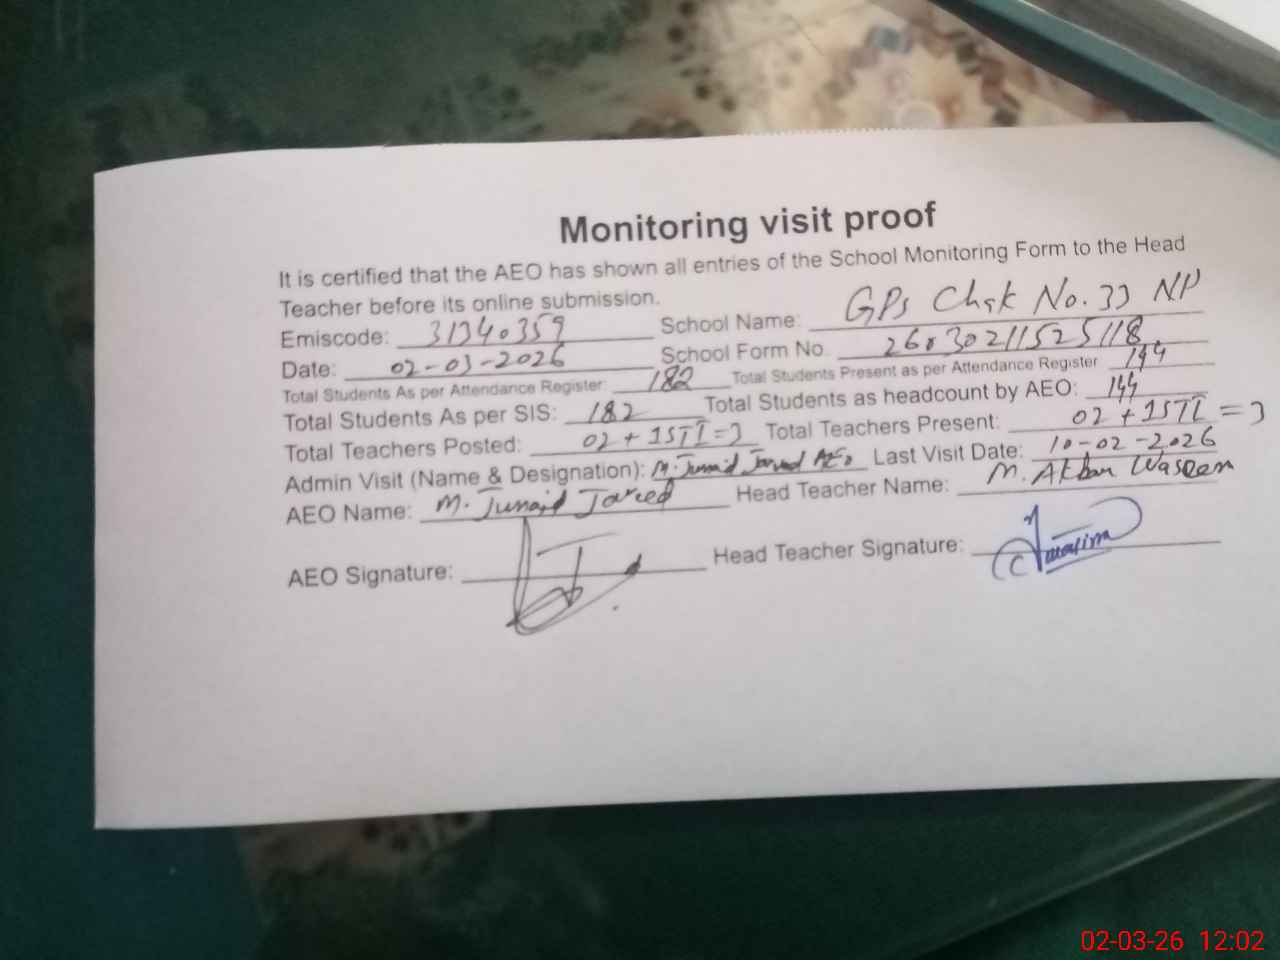 Monitoring visit proof
It is certified that the AEO has shown all entries of the School Monitoring Form to the Head
Teacher before its online submission.
Emiscode: 31340359 School Name: GPS Chak No. 33 NP
Date: 02-03-2026 School Form No. 26030211525118
Total Students As per Attendance Register 182 Total Students Present as per Attendance Register 144
Total Students As per SIS: 182 Total Students as headcount by AEO: 144
Total Teachers Posted: 02 + 1STI = 3 Total Teachers Present: 02 + 1STI = 3
Admin Visit (Name & Designation): M. Junaid Javeed AEO Last Visit Date: 10-02-2026
AEO Name: M. Junaid Javeed Head Teacher Name: M. Akbar Waseem
AEO Signature: Head Teacher Signature:
02-03-26 12:02